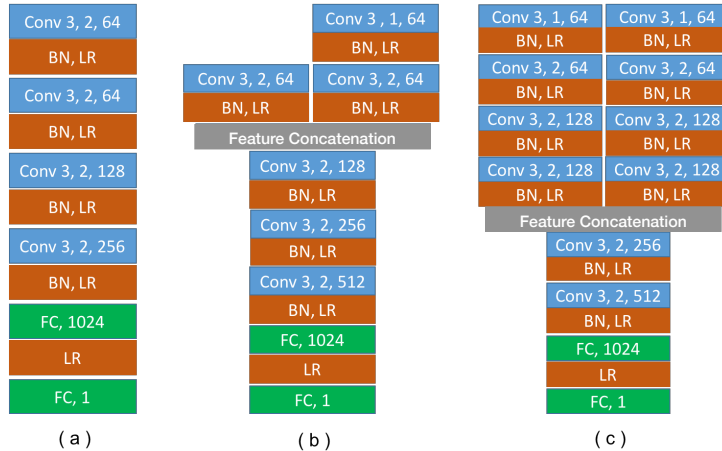 Conv 3, 2, 64
BN, LR
Conv 3, 2, 64
BN, LR
Conv 3, 2, 128
BN, LR
Conv 3, 2, 256
BN, LR
FC, 1024
LR
FC, 1
( a )
Conv 3 , 1, 64
BN, LR
Conv 3, 2, 64 Conv 3, 2, 64
BN, LR BN, LR
Feature Concatenation
Conv 3, 2, 128
BN, LR
Conv 3, 2, 256
BN, LR
Conv 3, 2, 512
BN, LR
FC, 1024
LR
FC, 1
( b )
Conv 3, 1, 64 Conv 3, 1, 64
BN, LR BN, LR
Conv 3, 2, 64 Conv 3, 2, 64
BN, LR BN, LR
Conv 3, 2, 128 Conv 3, 2, 128
BN, LR BN, LR
Conv 3, 2, 128 Conv 3, 2, 128
BN, LR BN, LR
Feature Concatenation
Conv 3, 2, 256
BN, LR
Conv 3, 2, 512
BN, LR
FC, 1024
LR
FC, 1
( c )